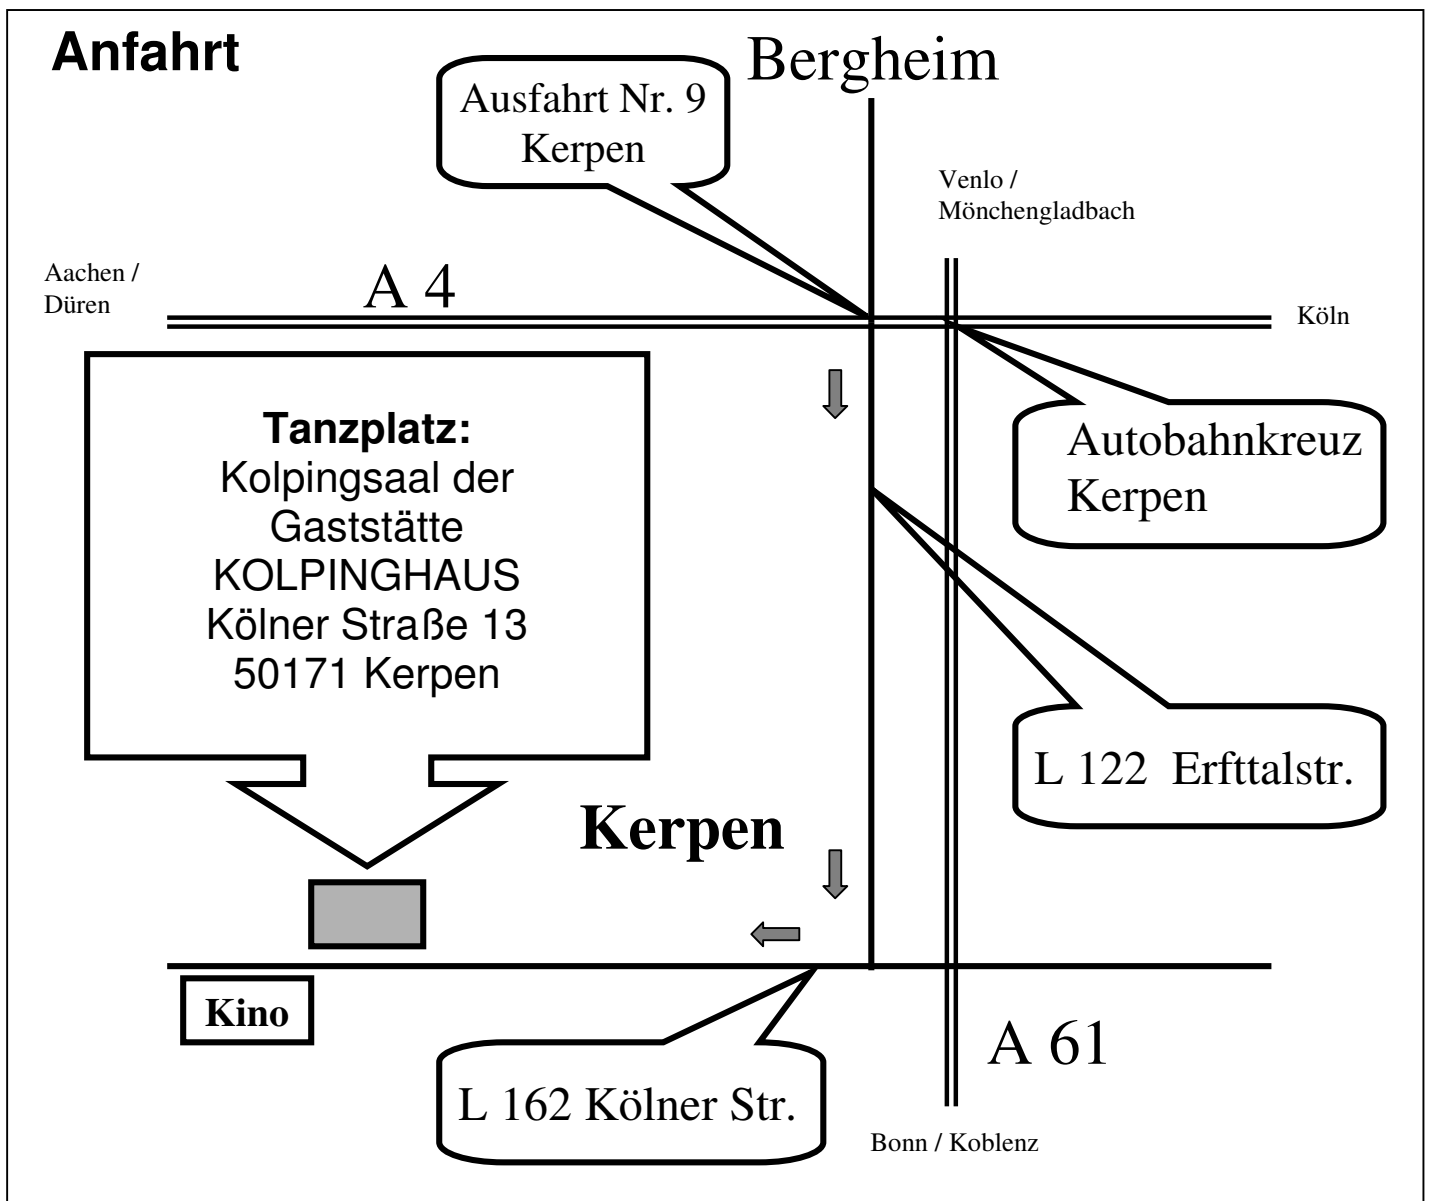 Anfahrt
Bergheim
Ausfahrt Nr. 9
Kerpen
Venlo /
Mönchengladbach
Aachen /
Düren
A 4
Köln
Tanzplatz:
Kolpingsaal der
Gaststätte
KOLPINGHAUS
Kölner Straße 13
50171 Kerpen
Autobahnkreuz
Kerpen
L 122 Erfttalstr.
Kerpen
Kino
L 162 Kölner Str.
A 61
Bonn / Koblenz